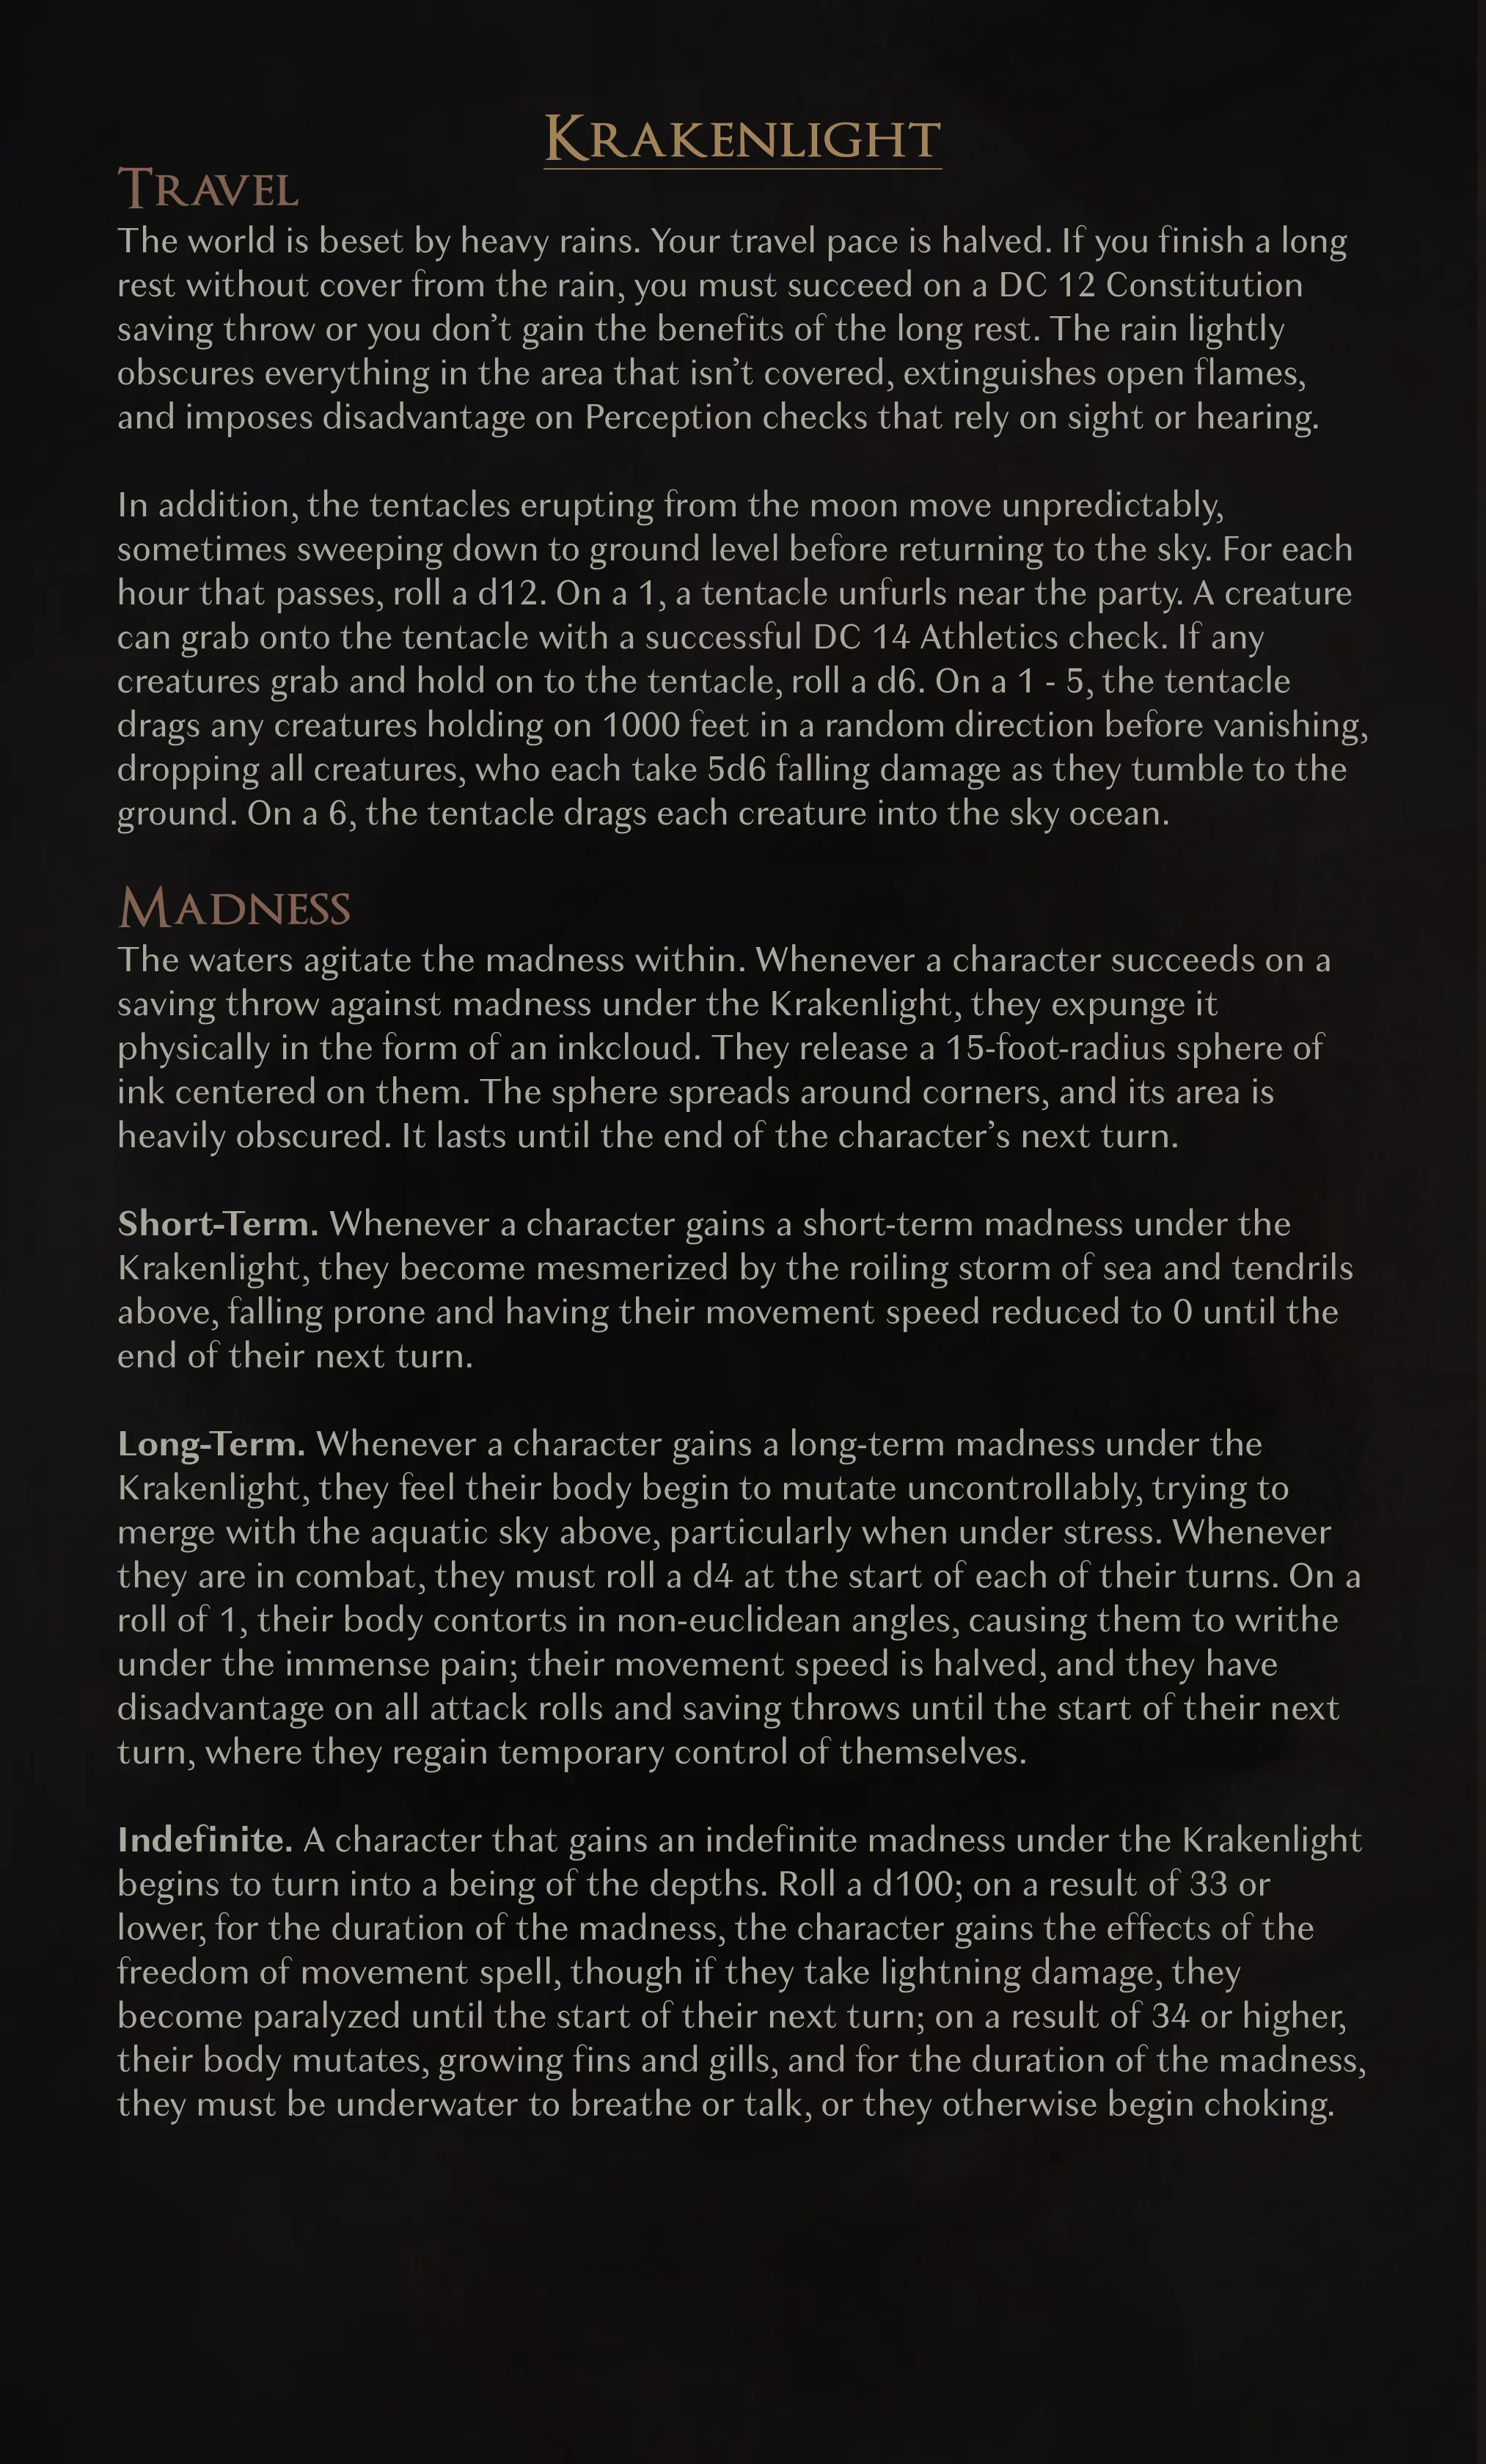 Krakenlight
Travel
The world is beset by heavy rains. Your travel pace is halved. If you finish a long
rest without cover from the rain, you must succeed on a DC 12 Constitution
saving throw or you don’t gain the benefits of the long rest. The rain lightly
obscures everything in the area that isn’t covered, extinguishes open flames,
and imposes disadvantage on Perception checks that rely on sight or hearing.
In addition, the tentacles erupting from the moon move unpredictably,
sometimes sweeping down to ground level before returning to the sky. For each
hour that passes, roll a d12. On a 1, a tentacle unfurls near the party. A creature
can grab onto the tentacle with a successful DC 14 Athletics check. If any
creatures grab and hold on to the tentacle, roll a d6. On a 1 - 5, the tentacle
drags any creatures holding on 1000 feet in a random direction before vanishing,
dropping all creatures, who each take 5d6 falling damage as they tumble to the
ground. On a 6, the tentacle drags each creature into the sky ocean.
Madness
The waters agitate the madness within. Whenever a character succeeds on a
saving throw against madness under the Krakenlight, they expunge it
physically in the form of an inkcloud. They release a 15-foot-radius sphere of
ink centered on them. The sphere spreads around corners, and its area is
heavily obscured. It lasts until the end of the character’s next turn.
Short-Term. Whenever a character gains a short-term madness under the
Krakenlight, they become mesmerized by the roiling storm of sea and tendrils
above, falling prone and having their movement speed reduced to 0 until the
end of their next turn.
Long-Term. Whenever a character gains a long-term madness under the
Krakenlight, they feel their body begin to mutate uncontrollably, trying to
merge with the aquatic sky above, particularly when under stress. Whenever
they are in combat, they must roll a d4 at the start of each of their turns. On a
roll of 1, their body contorts in non-euclidean angles, causing them to writhe
under the immense pain; their movement speed is halved, and they have
disadvantage on all attack rolls and saving throws until the start of their next
turn, where they regain temporary control of themselves.
Indefinite. A character that gains an indefinite madness under the Krakenlight
begins to turn into a being of the depths. Roll a d100; on a result of 33 or
lower, for the duration of the madness, the character gains the effects of the
freedom of movement spell, though if they take lightning damage, they
become paralyzed until the start of their next turn; on a result of 34 or higher,
their body mutates, growing fins and gills, and for the duration of the madness,
they must be underwater to breathe or talk, or they otherwise begin choking.